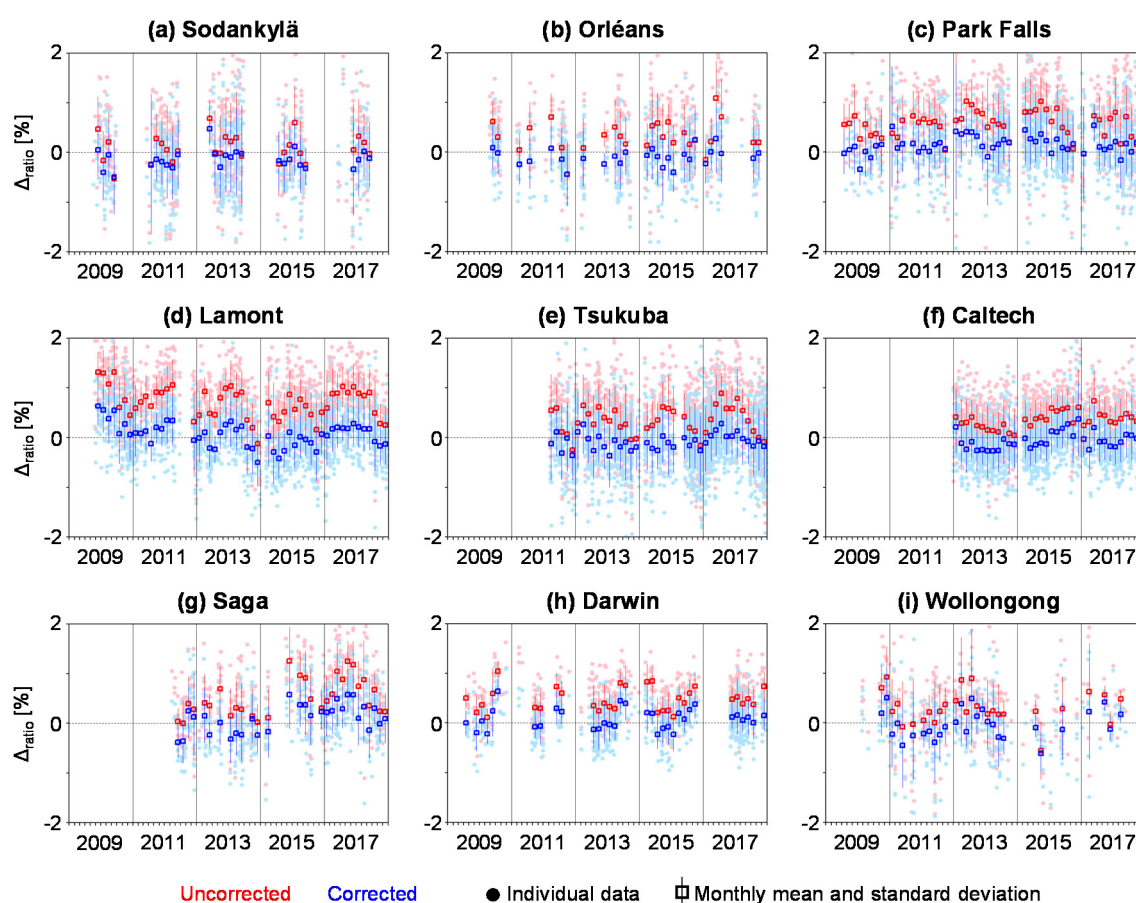 (a) Sodankylä (b) Orléans (c) Park Falls
2 2 2
Δratio [%]
0 0 0
-2 -2 -2
2009 2011 2013 2015 2017 2009 2011 2013 2015 2017 2009 2011 2013 2015 2017
(d) Lamont (e) Tsukuba (f) Caltech
2 2 2
Δratio [%]
0 0 0
-2 -2 -2
2009 2011 2013 2015 2017 2009 2011 2013 2015 2017 2009 2011 2013 2015 2017
(g) Saga (h) Darwin (i) Wollongong
2 2 2
Δratio [%]
0 0 0
-2 -2 -2
2009 2011 2013 2015 2017 2009 2011 2013 2015 2017 2009 2011 2013 2015 2017
Uncorrected Corrected Individual data Monthly mean and standard deviation